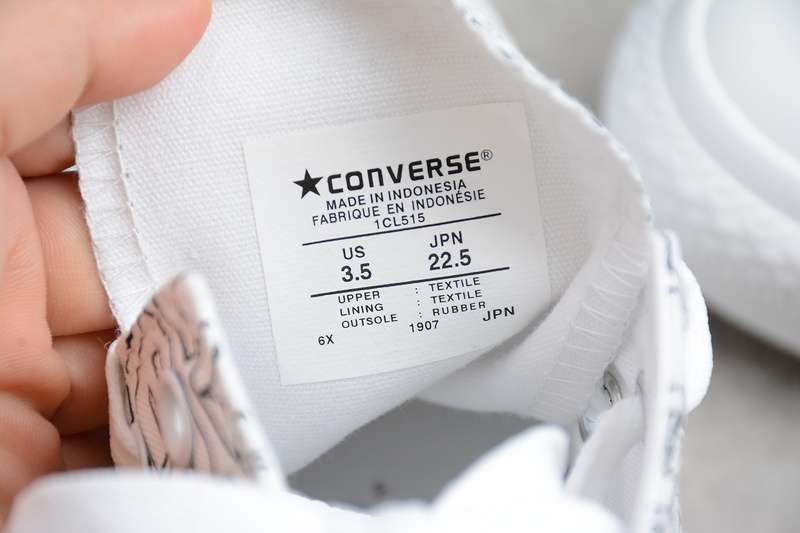 ★CONVERSE®
MADE IN INDONESIA
FABRIQUE EN INDONÉSIE
1CL515
US JPN
3.5 22.5
UPPER : TEXTILE
LINING : TEXTILE
OUTSOLE : RUBBER
6X 1907 JPN